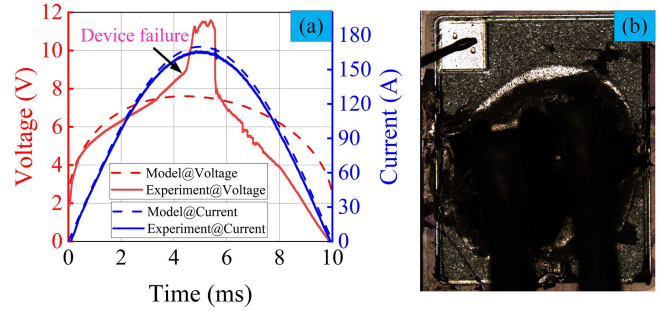 (a)
(b)
Voltage (V)
12
10
8
6
4
2
0
Device failure
Model@Voltage
Experiment@Voltage
Model@Current
Experiment@Current
180
150
120
90
60
30
0
Current (A)
0 2 4 6 8 10
Time (ms)